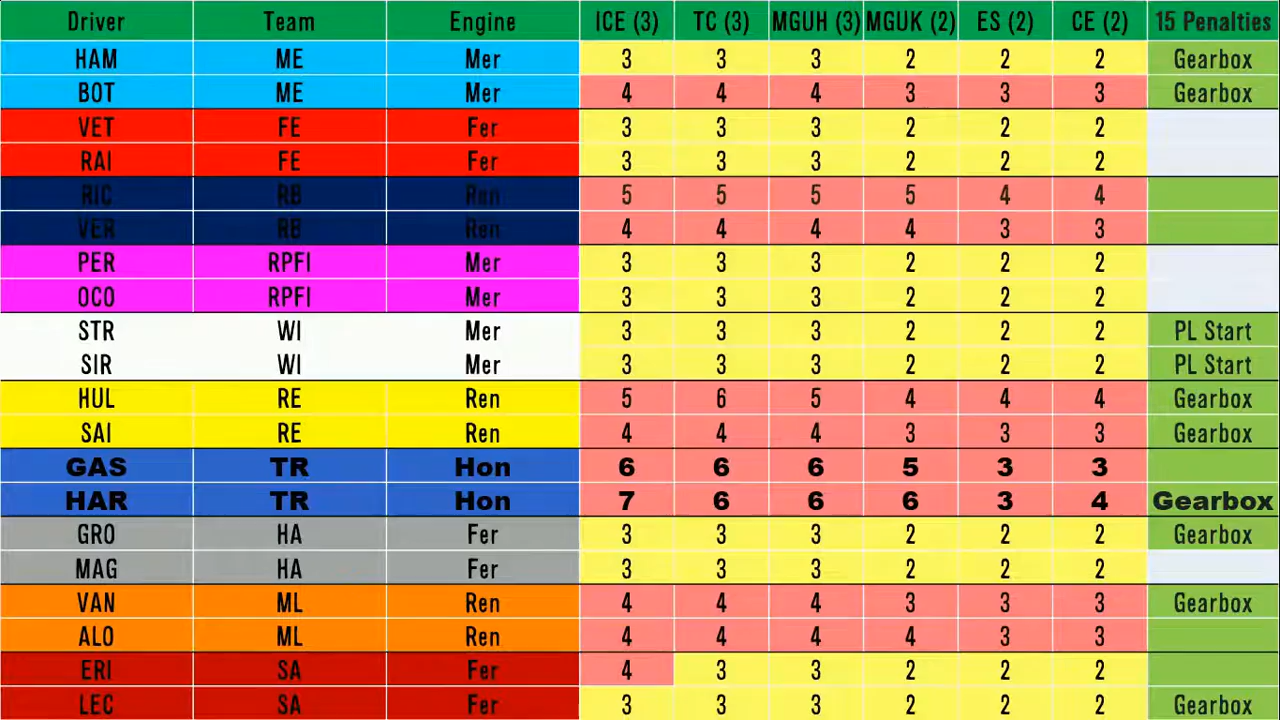 Driver Team Engine ICE (3) TC (3) MGUH (3) MGUK (2) ES (2) CE (2) 15 Penalties
HAM ME Mer 3 3 3 2 2 2 Gearbox
BOT ME Mer 4 4 4 3 3 3 Gearbox
VET FE Fer 3 3 3 2 2 2
RAI FE Fer 3 3 3 2 2 2
RIC RB Ren 5 5 5 5 4 4
VER RB Ren 4 4 4 4 3 3
PER RPFI Mer 3 3 3 2 2 2
OCO RPFI Mer 3 3 3 2 2 2
STR WI Mer 3 3 3 2 2 2 PL Start
SIR WI Mer 3 3 3 2 2 2 PL Start
HUL RE Ren 5 6 5 4 4 4 Gearbox
SAI RE Ren 4 4 4 3 3 3 Gearbox
GAS TR Hon 6 6 6 5 3 3
HAR TR Hon 7 6 6 6 3 4 Gearbox
GRO HA Fer 3 3 3 2 2 2 Gearbox
MAG HA Fer 3 3 3 2 2 2
VAN ML Ren 4 4 4 3 3 3 Gearbox
ALO ML Ren 4 4 4 4 3 3
ERI SA Fer 4 3 3 2 2 2
LEC SA Fer 3 3 3 2 2 2 Gearbox